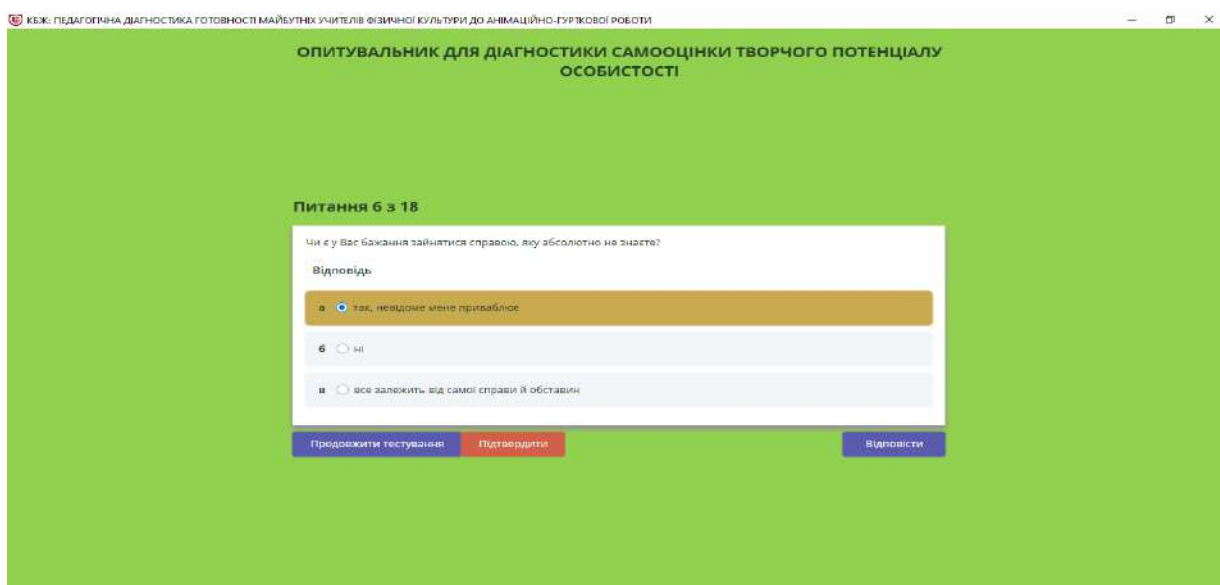 КБЖ: ПЕДАГОГІЧНА ДІАГНОСТИКА ГОТОВНОСТІ МАЙБУТНІХ УЧИТЕЛІВ ФІЗИЧНОЇ КУЛЬТУРИ ДО АНІМАЦІЙНО-ГУРТКОВОЇ РОБОТИ
ОПИТУВАЛЬНИК ДЛЯ ДІАГНОСТИКИ САМООЦІНКИ ТВОРЧОГО ПОТЕНЦІАЛУ
ОСОБИСТОСТІ
Питання 6 з 18
Чи є у Вас бажання зайнятися справою, яку абсолютно не знаєте?
Відповідь
а так, невідоме мене приваблює
б ні
в все залежить від самої справи й обставин
Продовжити тестування Підтвердити Відповісти